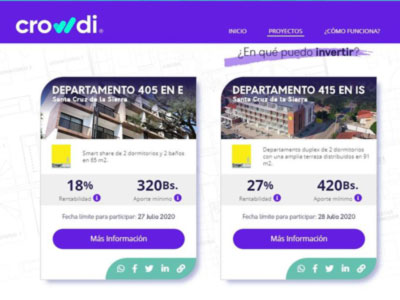 crowdi®
INICIO PROYECTOS ¿CÓMO FUNCIONA?
¿En qué puedo invertir?
DEPARTAMENTO 405 EN E
Santa Cruz de la Sierra
Smart share de 2 dormitorios y 2 baños
en 65 m2.
18% 320Bs.
Rentabilidad Aporte mínimo
Fecha límite para participar: 27 Julio 2020
Más Información
DEPARTAMENTO 415 EN IS
Santa Cruz de la Sierra
Departamento duplex de 2 dormitorios
con una amplia terraza distribuidos en 81
m2.
27% 420Bs.
Rentabilidad Aporte mínimo
Fecha límite para participar: 28 Julio 2020
Más Información